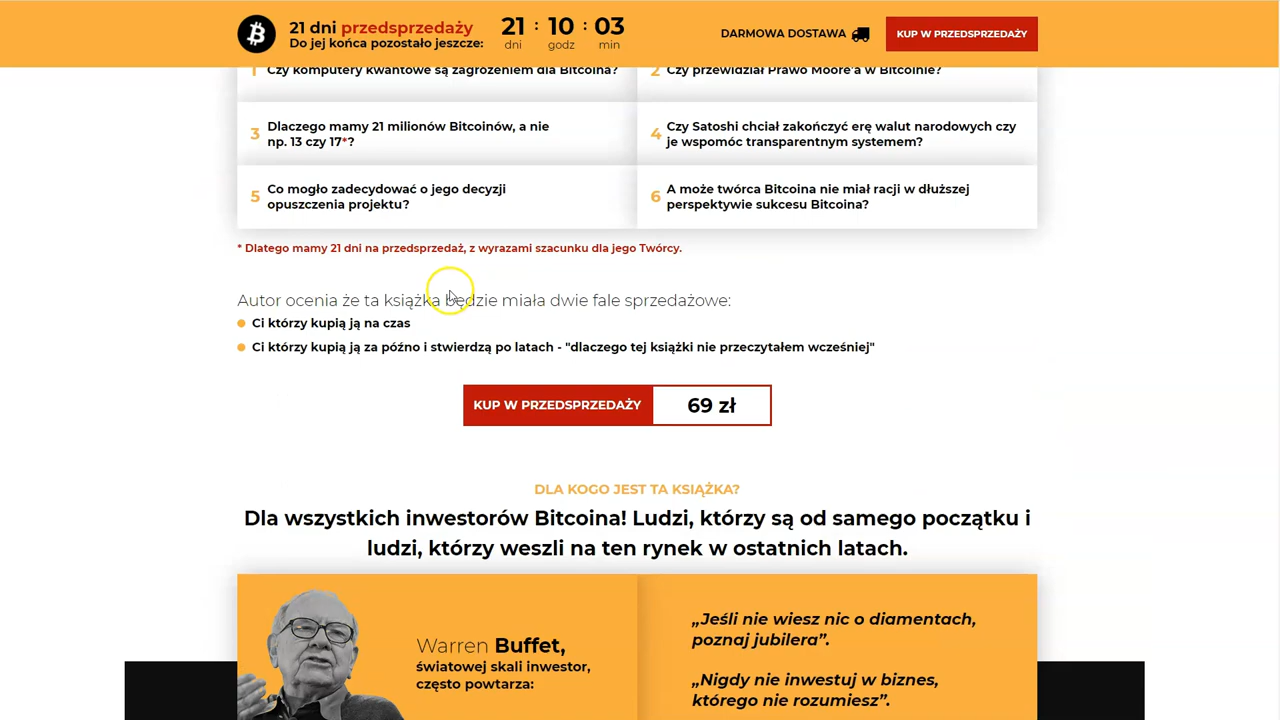 21 dni przedsprzedaży
Do jej końca pozostało jeszcze:
21 : 10 : 03
dni godz min
DARMOWA DOSTAWA
KUP W PRZEDSPRZEDAŻY
1 Czy komputery kwantowe są zagrożeniem dla Bitcoina?
2 Czy przewidział Prawo Moore'a w Bitcoinie?
3 Dlaczego mamy 21 milionów Bitcoinów, a nie
np. 13 czy 17*?
4 Czy Satoshi chciał zakończyć erę walut narodowych czy
je wspomóc transparentnym systemem?
5 Co mogło zadecydować o jego decyzji
opuszczenia projektu?
6 A może twórca Bitcoina nie miał racji w dłuższej
perspektywie sukcesu Bitcoina?
* Dlatego mamy 21 dni na przedsprzedaż, z wyrazami szacunku dla jego Twórcy.
Autor ocenia że ta książka będzie miała dwie fale sprzedażowe:
Ci którzy kupią ją na czas
Ci którzy kupią ją za późno i stwierdzą po latach - "dlaczego tej książki nie przeczytałem wcześniej"
KUP W PRZEDSPRZEDAŻY 69 zł
DLA KOGO JEST TA KSIĄŻKA?
Dla wszystkich inwestorów Bitcoina! Ludzi, którzy są od samego początku i
ludzi, którzy weszli na ten rynek w ostatnich latach.
Warren Buffet,
światowej skali inwestor,
często powtarza:
„Jeśli nie wiesz nic o diamentach,
poznaj jubilera”.
„Nigdy nie inwestuj w biznes,
którego nie rozumiesz”.